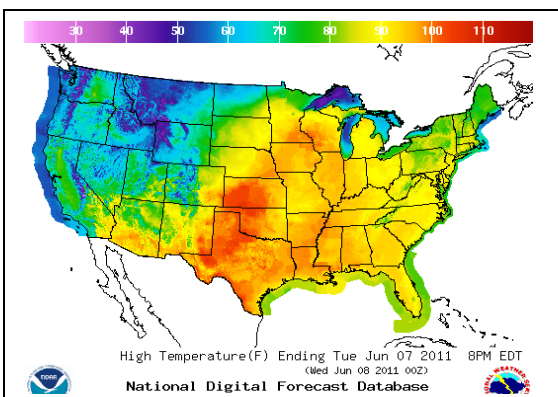 30 40 50 60 70 80 90 100 110
High Temperature(F) Ending Tue Jun 07 2011 8PM EDT
(Wed Jun 08 2011 00Z)
National Digital Forecast Database
NOAA